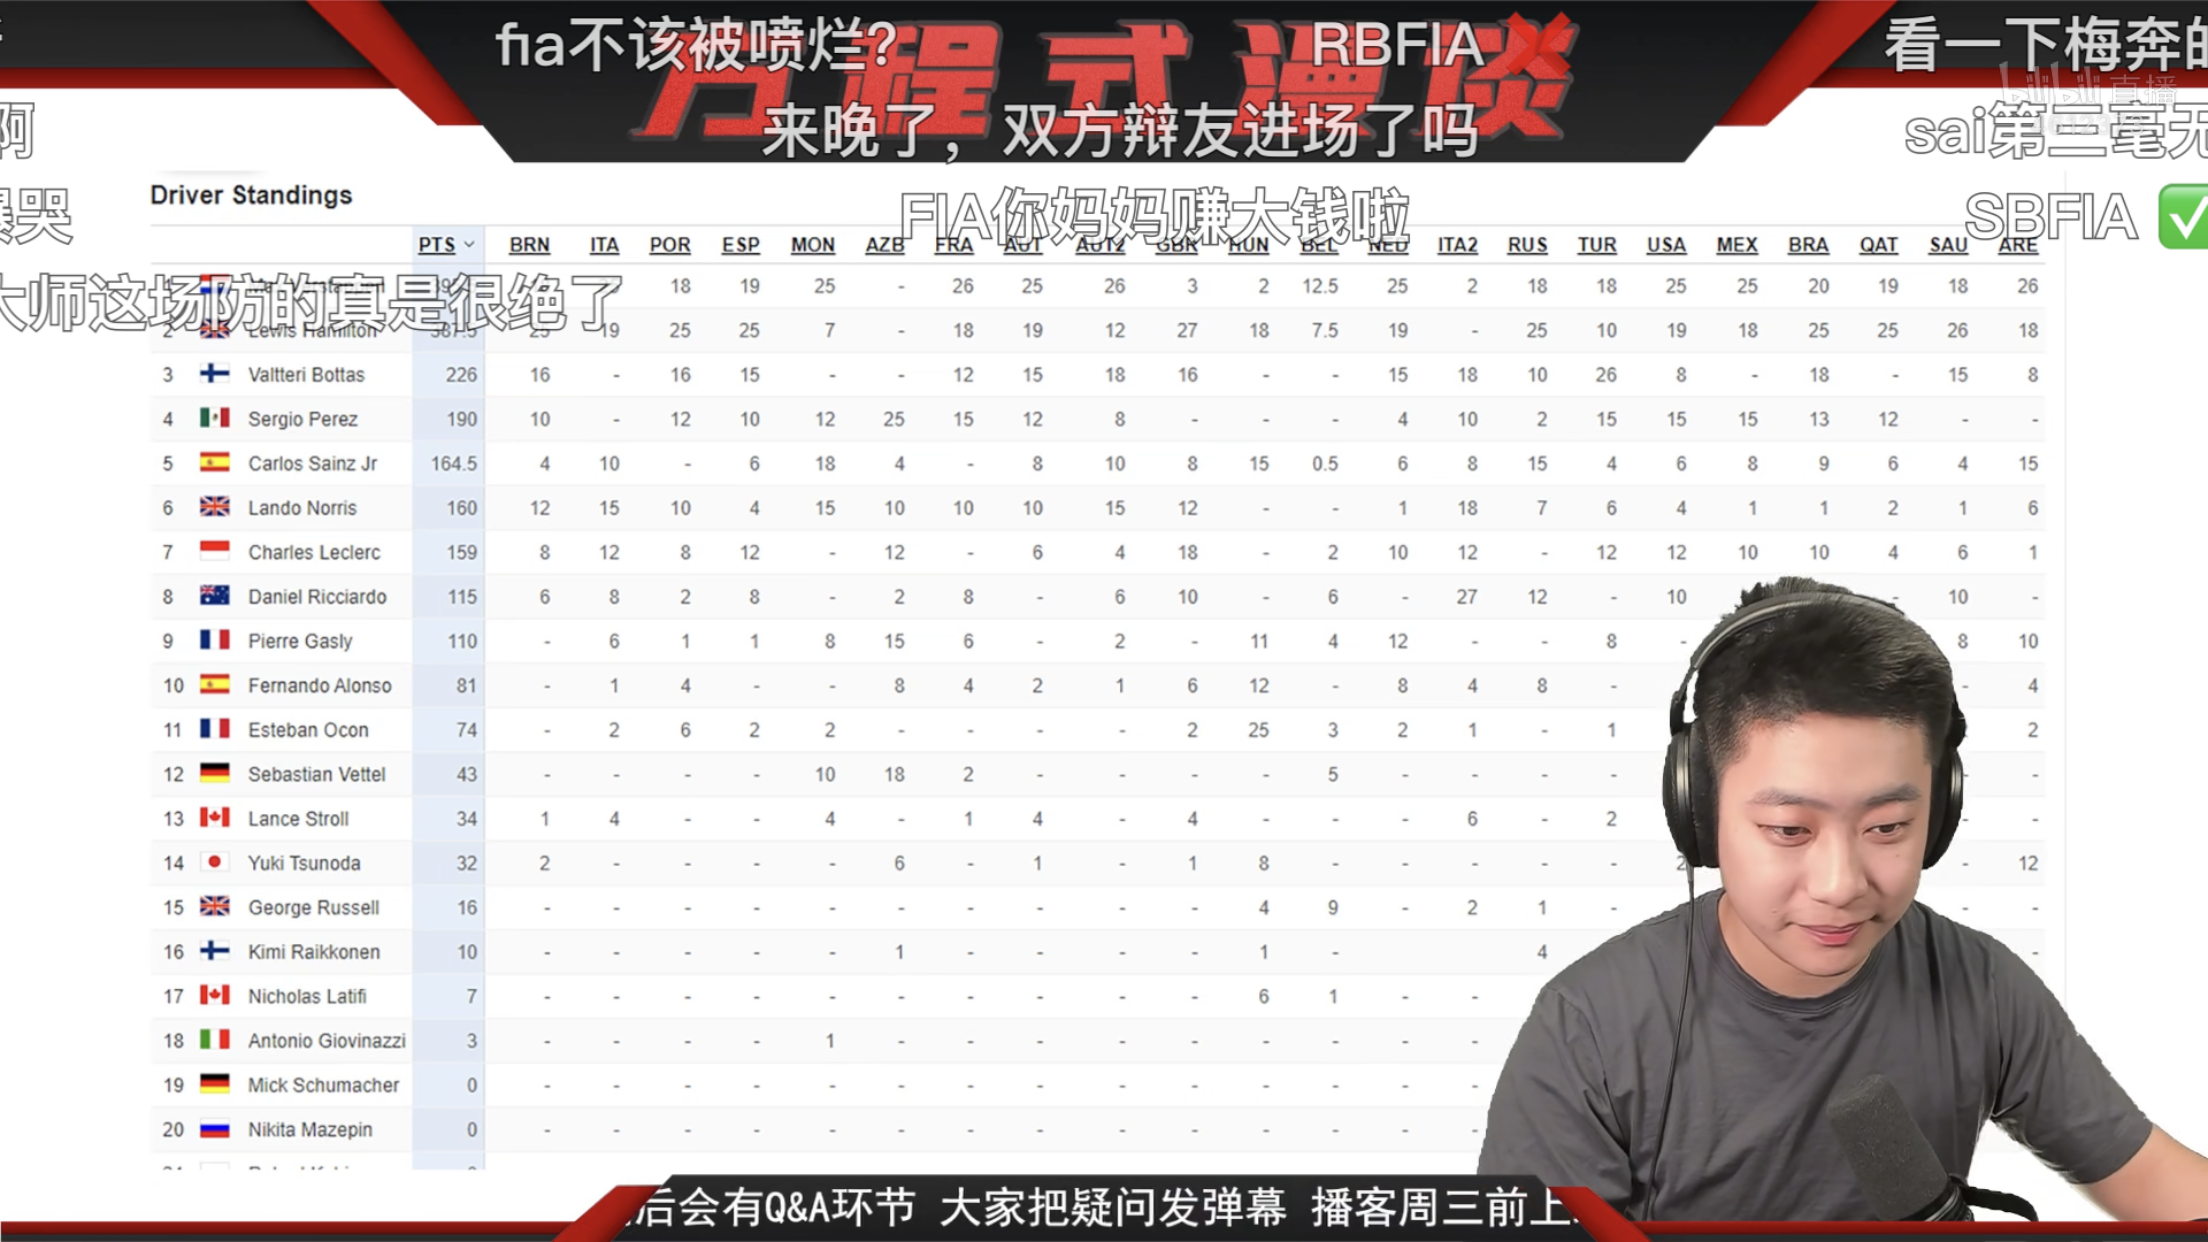 fia不该被喷烂? RBFIA 看一下梅奔的
方程式漫谈
bilibili 直播
啊 来晚了，双方辩友进场了吗 sai第三毫无
哭 FIA你妈妈赚大钱啦 SBFIA
Driver Standings
PTS BRN ITA POR ESP MON AZB FRA AUT AUT2 GBR HUN BEL NED ITA2 RUS TUR USA MEX BRA QAT SAU ARE
大师这场防的真是很绝了
18 19 25 - 26 25 26 3 2 12.5 25 2 18 18 25 25 20 19 18 26
2 Lewis Hamilton 387.5 25 19 25 25 7 - 18 19 12 27 18 7.5 19 - 25 10 19 18 25 25 26 18
3 Valtteri Bottas 226 16 - 16 15 - - 12 15 18 16 - - 15 18 10 26 8 - 18 - 15 8
4 Sergio Perez 190 10 - 12 10 12 25 15 12 8 - - - 4 10 2 15 15 15 13 12 - -
5 Carlos Sainz Jr 164.5 4 10 - 6 18 4 - 8 10 8 15 0.5 6 8 15 4 6 8 9 6 4 15
6 Lando Norris 160 12 15 10 4 15 10 10 10 15 12 - - 1 18 7 6 4 1 1 2 1 6
7 Charles Leclerc 159 8 12 8 12 - 12 - 6 4 18 - 2 10 12 - 12 12 10 10 4 6 1
8 Daniel Ricciardo 115 6 8 2 8 - 2 8 - 6 10 - 6 - 27 12 - 10 - 10 -
9 Pierre Gasly 110 - 6 1 1 8 15 6 - 2 - 11 4 12 - - 8 - 8 10
10 Fernando Alonso 81 - 1 4 - - 8 4 2 1 6 12 - 8 4 8 - - 4
11 Esteban Ocon 74 - 2 6 2 2 - - - - 2 25 3 2 1 - 1 2
12 Sebastian Vettel 43 - - - - 10 18 2 - - - - 5 - - - - - -
13 Lance Stroll 34 1 4 - - 4 - 1 4 - 4 - - - 6 - 2 - -
14 Yuki Tsunoda 32 2 - - - - 6 - 1 - 1 8 - - - - - 2 - 12
15 George Russell 16 - - - - - - - - - - 4 9 - 2 1 - - -
16 Kimi Raikkonen 10 - - - - - 1 - - - - 1 - 4 -
17 Nicholas Latifi 7 - - - - - - - - - - 6 1 - -
18 Antonio Giovinazzi 3 - - - - 1 - - - - - - - - -
19 Mick Schumacher 0 - - - - - - - - - - - - - -
20 Nikita Mazepin 0 - - - - - - - - - - - - - -
后会有Q&A环节 大家把疑问发弹幕 播客周三前上